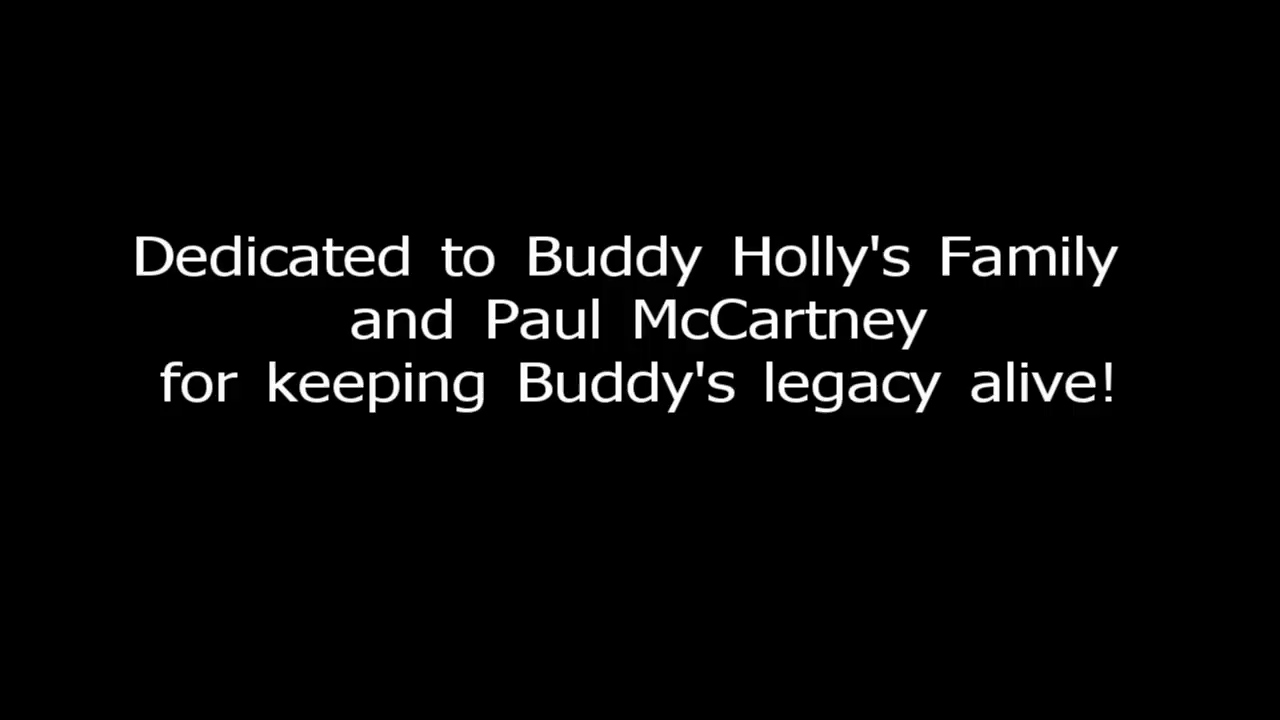 Dedicated to Buddy Holly's Family
and Paul McCartney
for keeping Buddy's legacy alive!